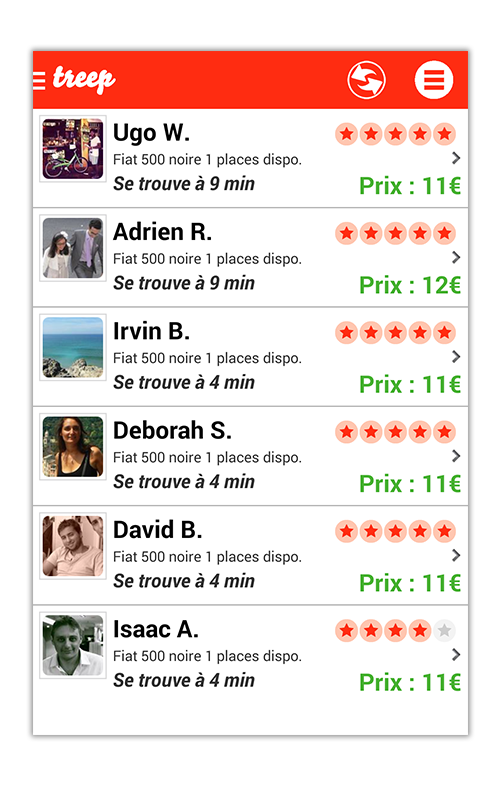 treep
Ugo W.
Fiat 500 noire 1 places dispo.
Se trouve à 9 min
Prix : 11€
Adrien R.
Fiat 500 noire 1 places dispo.
Se trouve à 9 min
Prix : 12€
Irvin B.
Fiat 500 noire 1 places dispo.
Se trouve à 4 min
Prix : 11€
Deborah S.
Fiat 500 noire 1 places dispo.
Se trouve à 4 min
Prix : 11€
David B.
Fiat 500 noire 1 places dispo.
Se trouve à 4 min
Prix : 11€
Isaac A.
Fiat 500 noire 1 places dispo.
Se trouve à 4 min
Prix : 11€